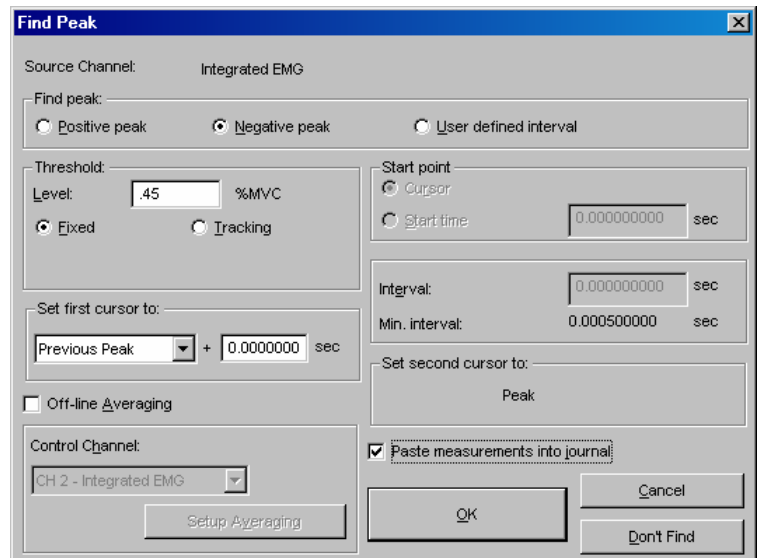 Find Peak
Source Channel: Integrated EMG
Find peak:
Positive peak Negative peak User defined interval
Threshold:
Level: .45 %MVC
Fixed Tracking
Start point
Cursor
Start time 0.000000000 sec
Interval: 0.000000000 sec
Min. interval: 0.000500000 sec
Set first cursor to:
Previous Peak + 0.0000000 sec
Set second cursor to:
Peak
Off-line Averaging
Control Channel:
CH 2 - Integrated EMG
Setup Averaging
Paste measurements into journal
OK
Cancel
Don't Find